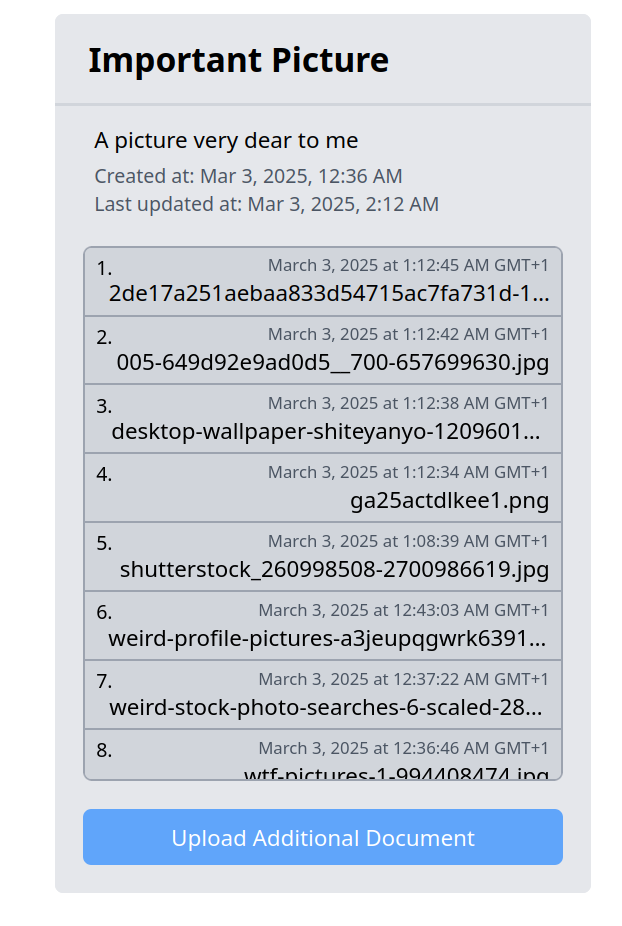 Important Picture
A picture very dear to me
Created at: Mar 3, 2025, 12:36 AM
Last updated at: Mar 3, 2025, 2:12 AM
1. March 3, 2025 at 1:12:45 AM GMT+1
2de17a251aebaa833d54715ac7fa731d-1...
2. March 3, 2025 at 1:12:42 AM GMT+1
005-649d92e9ad0d5__700-657699630.jpg
3. March 3, 2025 at 1:12:38 AM GMT+1
desktop-wallpaper-shiteyanyo-1209601...
4. March 3, 2025 at 1:12:34 AM GMT+1
ga25actdlkee1.png
5. March 3, 2025 at 1:08:39 AM GMT+1
shutterstock_260998508-2700986619.jpg
6. March 3, 2025 at 12:43:03 AM GMT+1
weird-profile-pictures-a3jeupqgwrk6391...
7. March 3, 2025 at 12:37:22 AM GMT+1
weird-stock-photo-searches-6-scaled-28...
8. March 3, 2025 at 12:36:46 AM GMT+1
wtf-pictures-1-994408474.jpg
Upload Additional Document